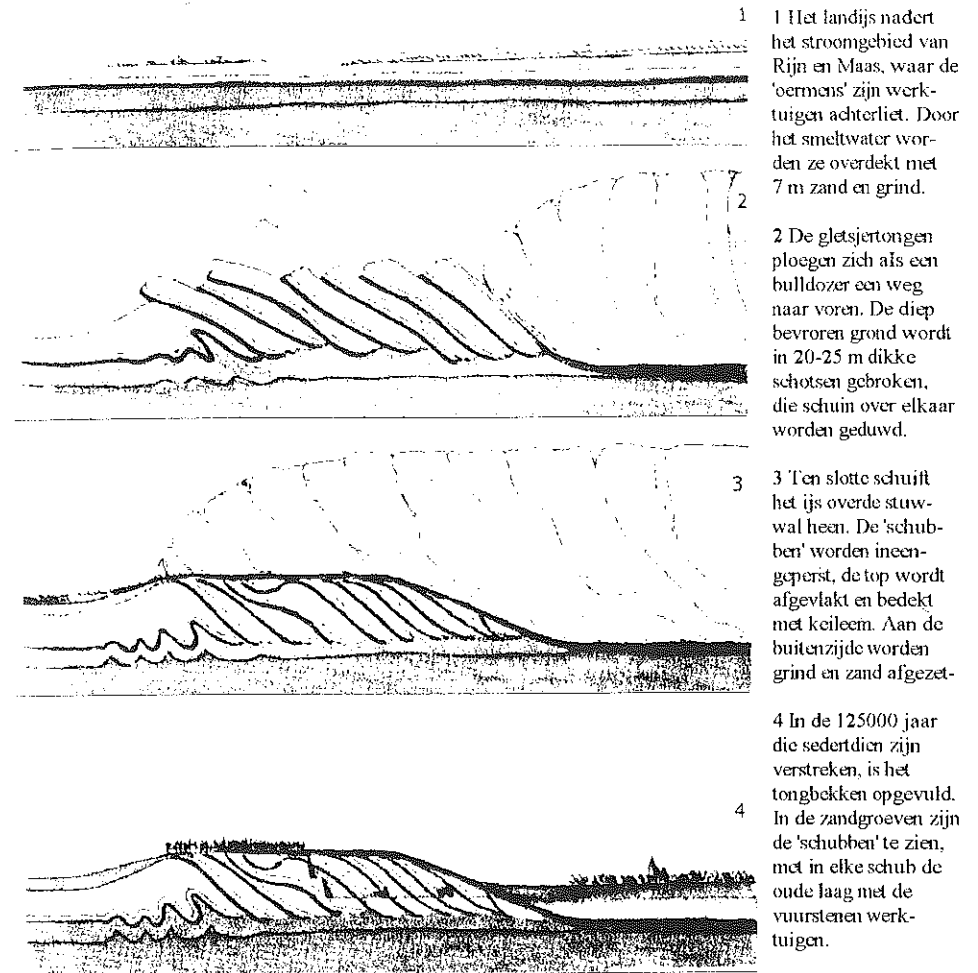 1
1 Het landijs nadert
het stroomgebied van
Rijn en Maas, waar de
'oermens' zijn werk-
tuigen achterliet. Door
het smeltwater wor-
den ze overdekt met
7 m zand en grind.
2
2 De gletsjertongen
ploegen zich als een
bulldozer een weg
naar voren. De diep
bevroren grond wordt
in 20-25 m dikke
schotsen gebroken,
die schuin over elkaar
worden geduwd.
3
3 Ten slotte schuift
het ijs overde stuw-
wal heen. De 'schub-
ben' worden ineen-
geperst, de top wordt
afgevlakt en bedekt
met keileem. Aan de
buitenzijde worden
grind en zand afgezet-
4
4 In de 125000 jaar
die sedertdien zijn
verstreken, is het
tongbekken opgevuld.
In de zandgroeven zijn
de 'schubben' te zien,
met in elke schub de
oude laag met de
vuurstenen werk-
tuigen.